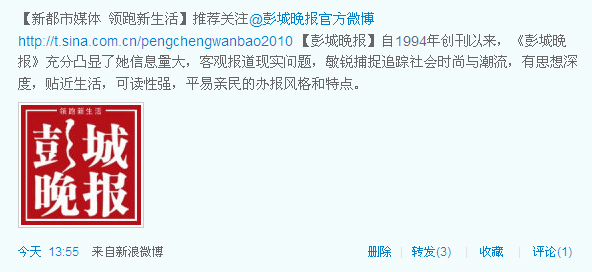 【新都市媒体 领跑新生活】推荐关注@彭城晚报官方微博
http://t.sina.com.cn/pengchengwanbao2010 【彭城晚报】自1994年创刊以来，《彭城晚
报》充分凸显了她信息量大，客观报道现实问题，敏锐捕捉追踪社会时尚与潮流，有思想深
度，贴近生活，可读性强，平易亲民的办报风格和特点。
领跑新生活
彭城
晚报
今天 13:55 来自新浪微博 删除 | 转发(3) | 收藏 | 评论(1)